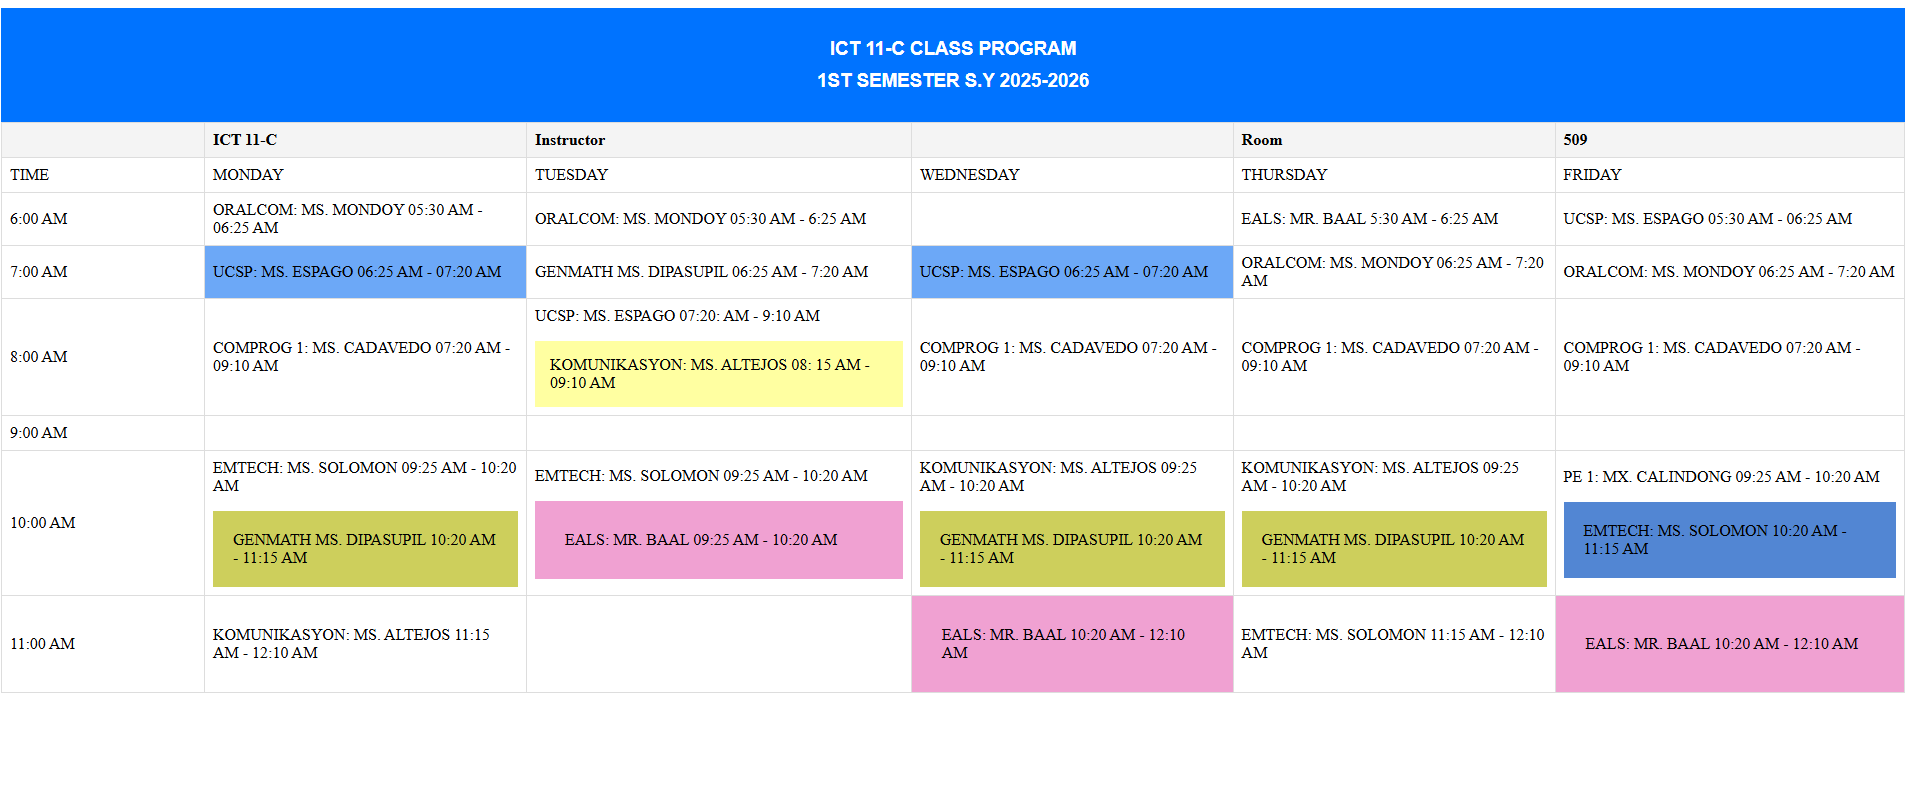 ICT 11-C CLASS PROGRAM
1ST SEMESTER S.Y 2025-2026
ICT 11-C
Instructor
Room
509
TIME
MONDAY
TUESDAY
WEDNESDAY
THURSDAY
FRIDAY
6:00 AM
ORALCOM: MS. MONDOY 05:30 AM -
06:25 AM
ORALCOM: MS. MONDOY 05:30 AM - 6:25 AM
EALS: MR. BAAL 5:30 AM - 6:25 AM
UCSP: MS. ESPAGO 05:30 AM - 06:25 AM
7:00 AM
UCSP: MS. ESPAGO 06:25 AM - 07:20 AM
GENMATH MS. DIPASUPIL 06:25 AM - 7:20 AM
UCSP: MS. ESPAGO 06:25 AM - 07:20 AM
ORALCOM: MS. MONDOY 06:25 AM - 7:20
AM
ORALCOM: MS. MONDOY 06:25 AM - 7:20 AM
8:00 AM
COMPROG 1: MS. CADAVEDO 07:20 AM -
09:10 AM
UCSP: MS. ESPAGO 07:20: AM - 9:10 AM
KOMUNIKASYON: MS. ALTEJOS 08: 15 AM -
09:10 AM
COMPROG 1: MS. CADAVEDO 07:20 AM -
09:10 AM
COMPROG 1: MS. CADAVEDO 07:20 AM -
09:10 AM
COMPROG 1: MS. CADAVEDO 07:20 AM -
09:10 AM
9:00 AM
10:00 AM
EMTECH: MS. SOLOMON 09:25 AM - 10:20
AM
GENMATH MS. DIPASUPIL 10:20 AM
- 11:15 AM
EMTECH: MS. SOLOMON 09:25 AM - 10:20 AM
EALS: MR. BAAL 09:25 AM - 10:20 AM
KOMUNIKASYON: MS. ALTEJOS 09:25
AM - 10:20 AM
GENMATH MS. DIPASUPIL 10:20 AM
- 11:15 AM
KOMUNIKASYON: MS. ALTEJOS 09:25
AM - 10:20 AM
GENMATH MS. DIPASUPIL 10:20 AM
- 11:15 AM
PE 1: MX. CALINDONG 09:25 AM - 10:20 AM
EMTECH: MS. SOLOMON 10:20 AM -
11:15 AM
11:00 AM
KOMUNIKASYON: MS. ALTEJOS 11:15
AM - 12:10 AM
EALS: MR. BAAL 10:20 AM - 12:10
AM
EMTECH: MS. SOLOMON 11:15 AM - 12:10
AM
EALS: MR. BAAL 10:20 AM - 12:10 AM